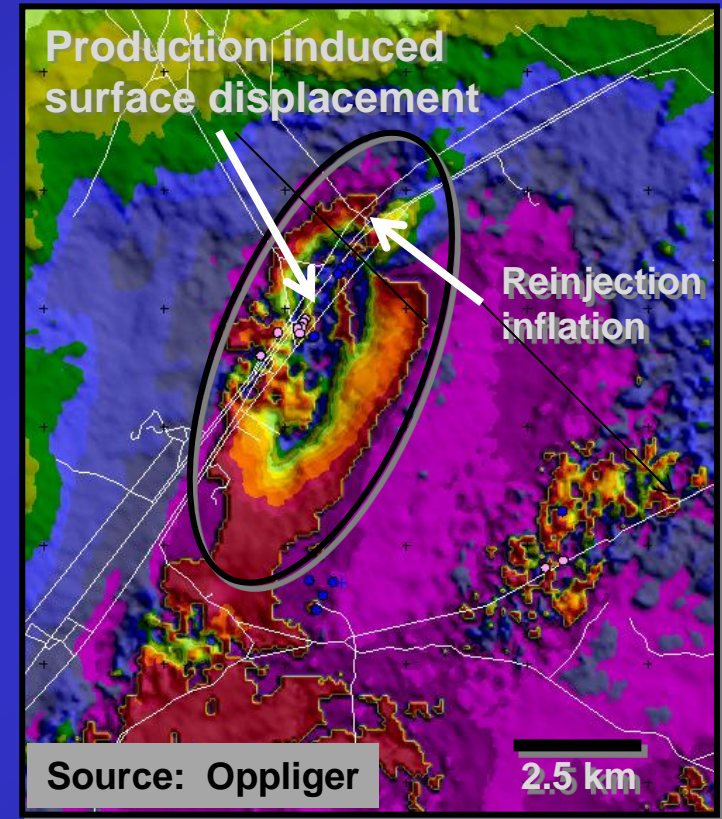 Production induced
surface displacement
Reinjection
inflation
Source: Oppliger
2.5 km